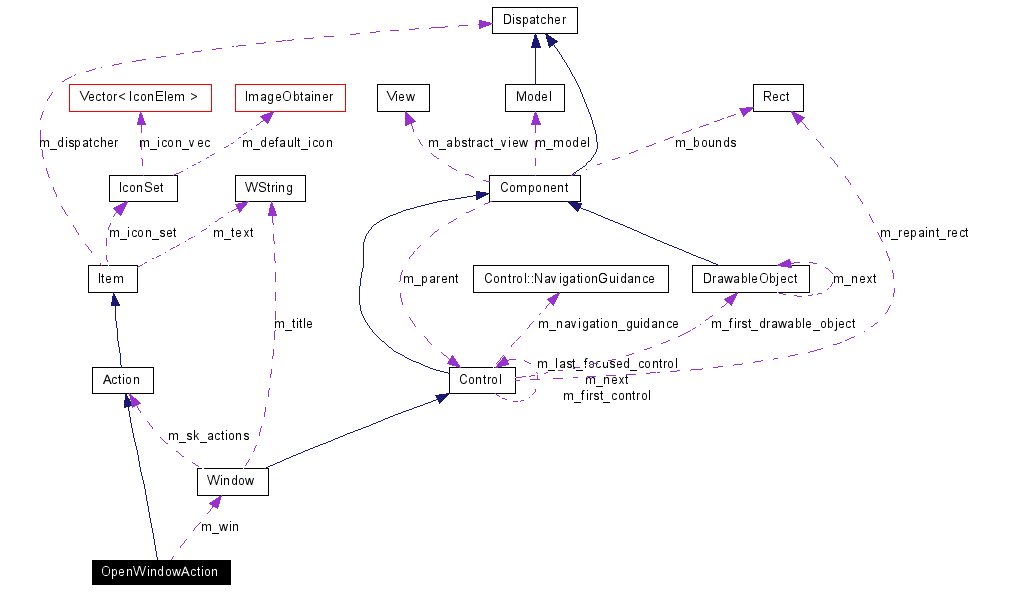 Dispatcher
Vector< IconElem >
ImageObtainer
View
Model
Rect
m_dispatcher
m_icon_vec
m_default_icon
m_abstract_view
m_model
m_bounds
IconSet
WString
Component
m_icon_set
m_text
m_repaint_rect
Item
m_parent
Control::NavigationGuidance
DrawableObject
m_next
m_title
m_navigation_guidance
m_first_drawable_object
m_last_focused_control
m_next
m_first_control
Action
Control
m_sk_actions
Window
m_win
OpenWindowAction